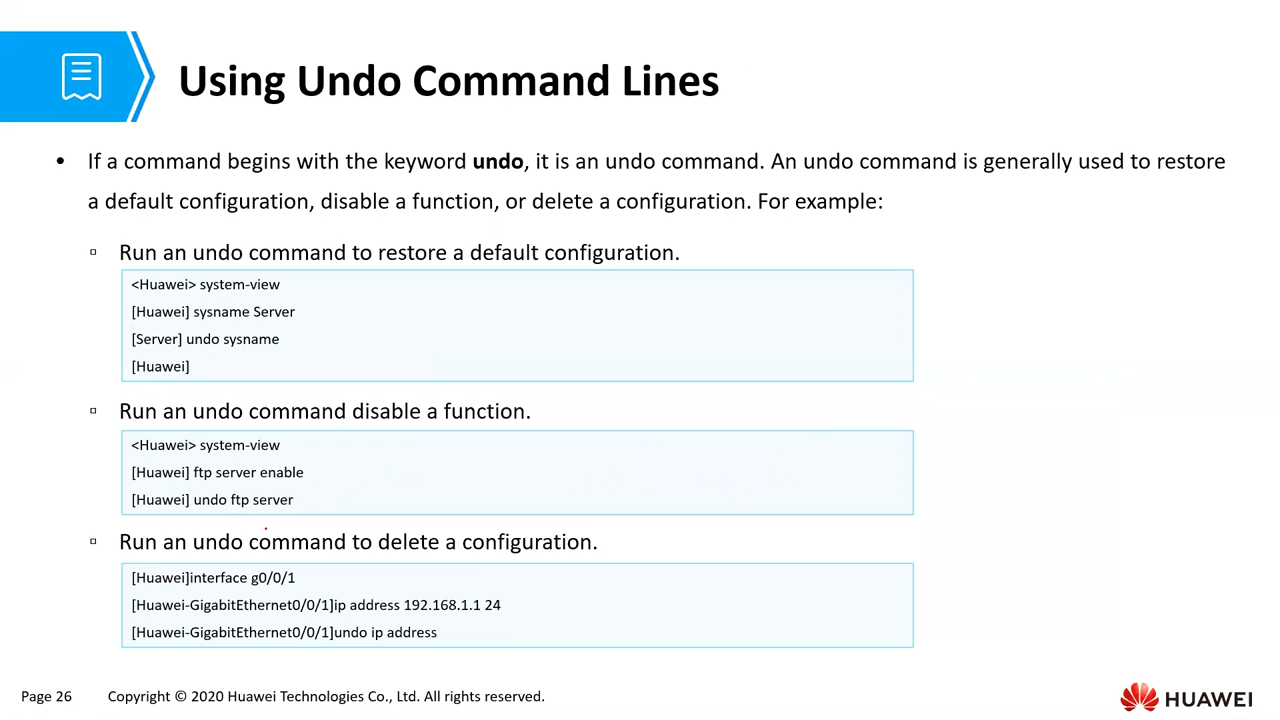 Using Undo Command Lines
• If a command begins with the keyword undo, it is an undo command. An undo command is generally used to restore
a default configuration, disable a function, or delete a configuration. For example:
▫ Run an undo command to restore a default configuration.
<Huawei> system-view
[Huawei] sysname Server
[Server] undo sysname
[Huawei]
▫ Run an undo command disable a function.
<Huawei> system-view
[Huawei] ftp server enable
[Huawei] undo ftp server
▫ Run an undo command to delete a configuration.
[Huawei]interface g0/0/1
[Huawei-GigabitEthernet0/0/1]ip address 192.168.1.1 24
[Huawei-GigabitEthernet0/0/1]undo ip address
Page 26 Copyright © 2020 Huawei Technologies Co., Ltd. All rights reserved.
HUAWEI